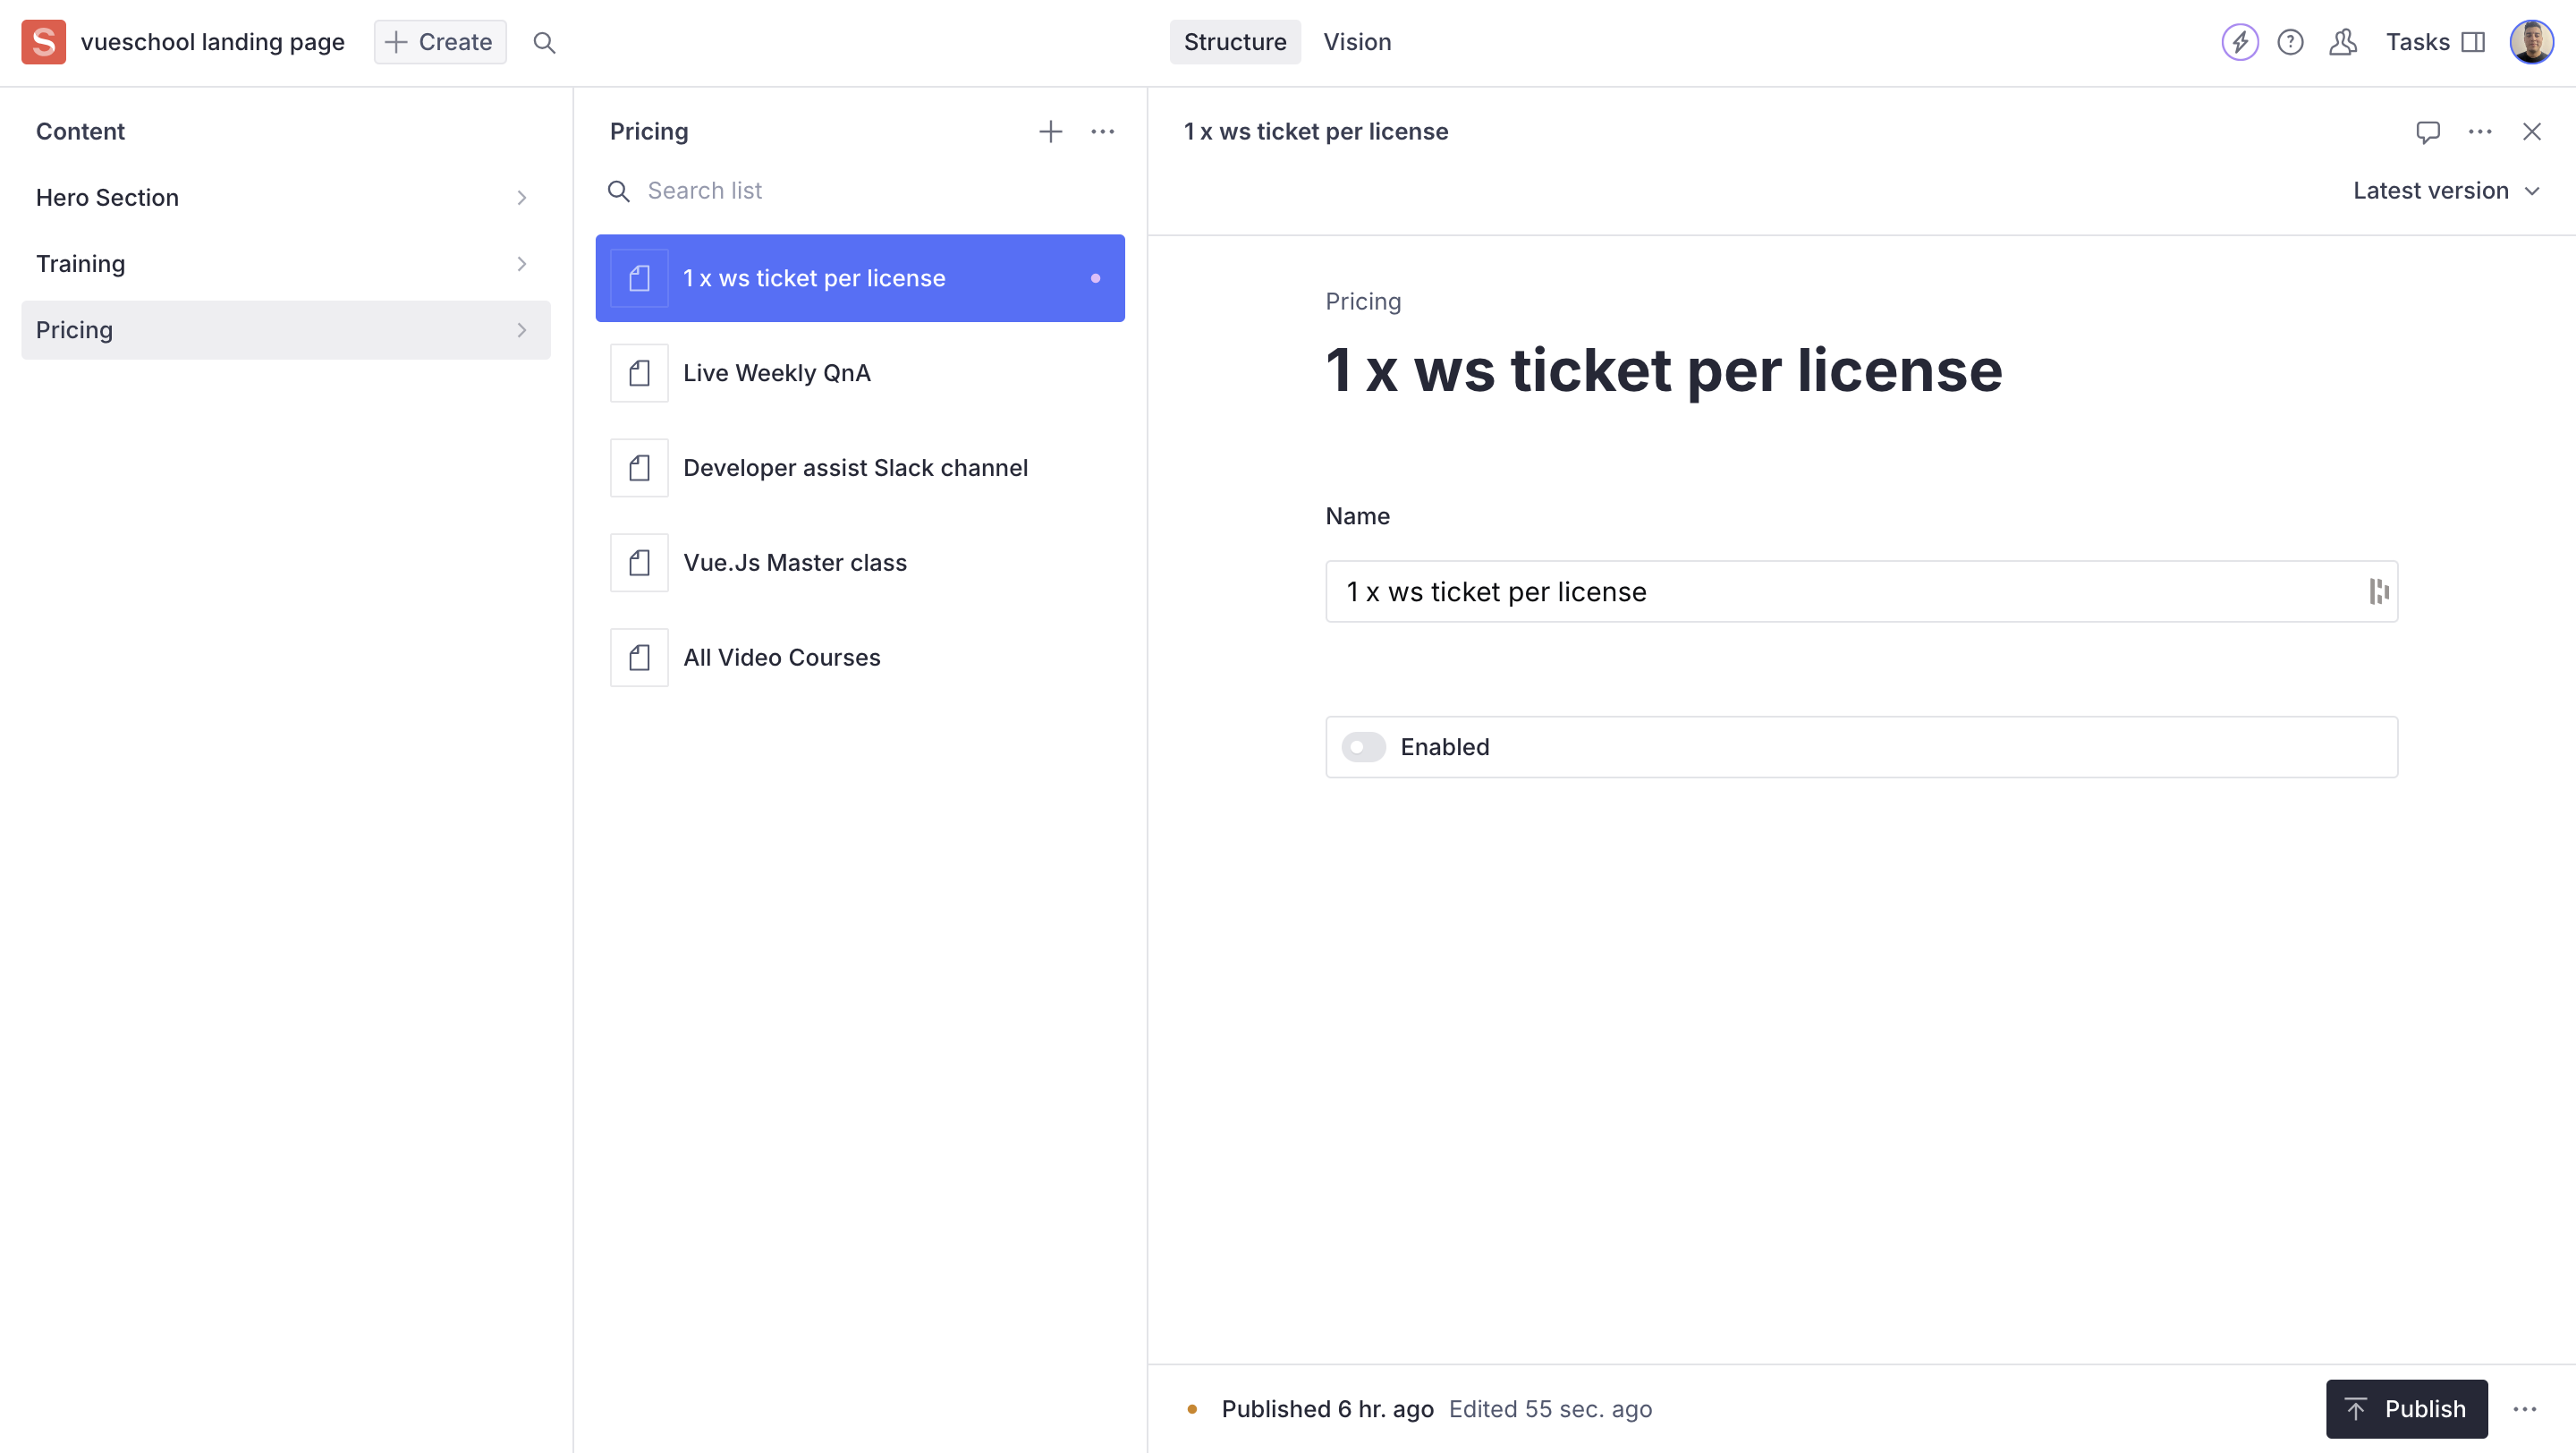 S vueschool landing page
Create
Structure
Vision
Tasks
Content
Hero Section
Training
Pricing
Pricing
Search list
1 x ws ticket per license
Live Weekly QnA
Developer assist Slack channel
Vue.Js Master class
All Video Courses
1 x ws ticket per license
Latest version
Pricing
1 x ws ticket per license
Name
1 x ws ticket per license
Enabled
Published 6 hr. ago Edited 55 sec. ago
Publish